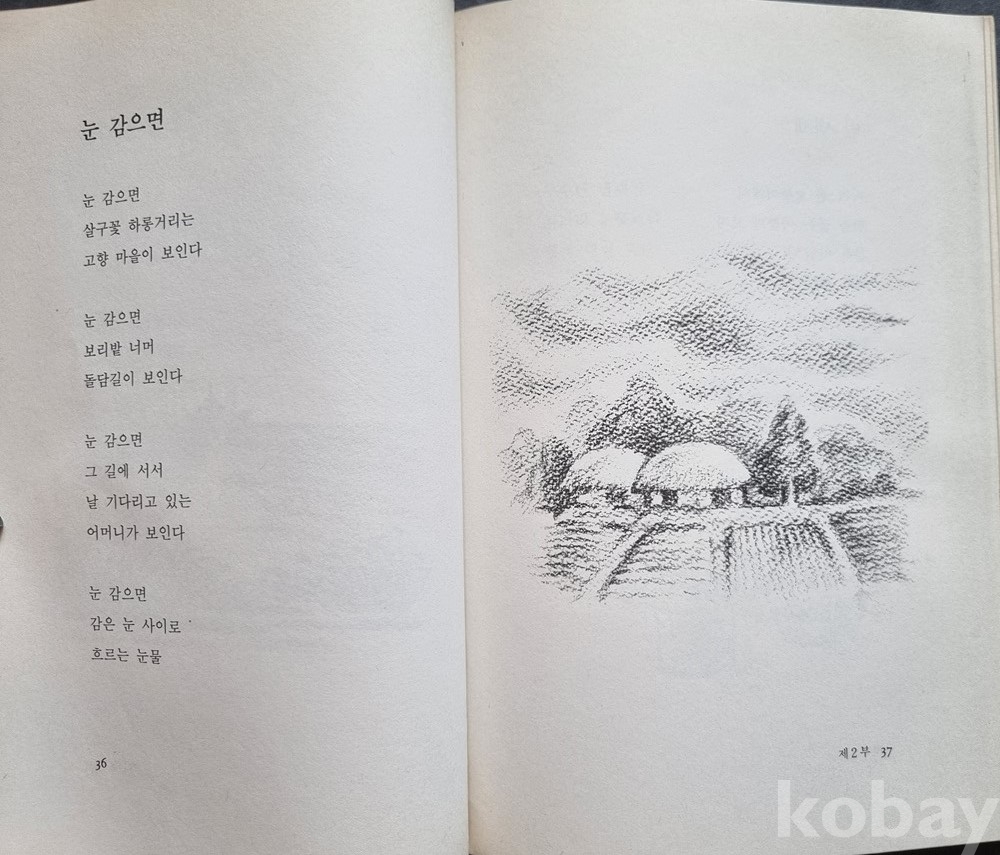 눈 감으면
눈 감으면
살구꽃 하롱거리는
고향 마을이 보인다
눈 감으면
보리밭 너머
돌담길이 보인다
눈 감으면
그 길에 서서
날 기다리고 있는
어머니가 보인다
눈 감으면
감은 눈 사이로
흐르는 눈물
36
제2부 37
kobay